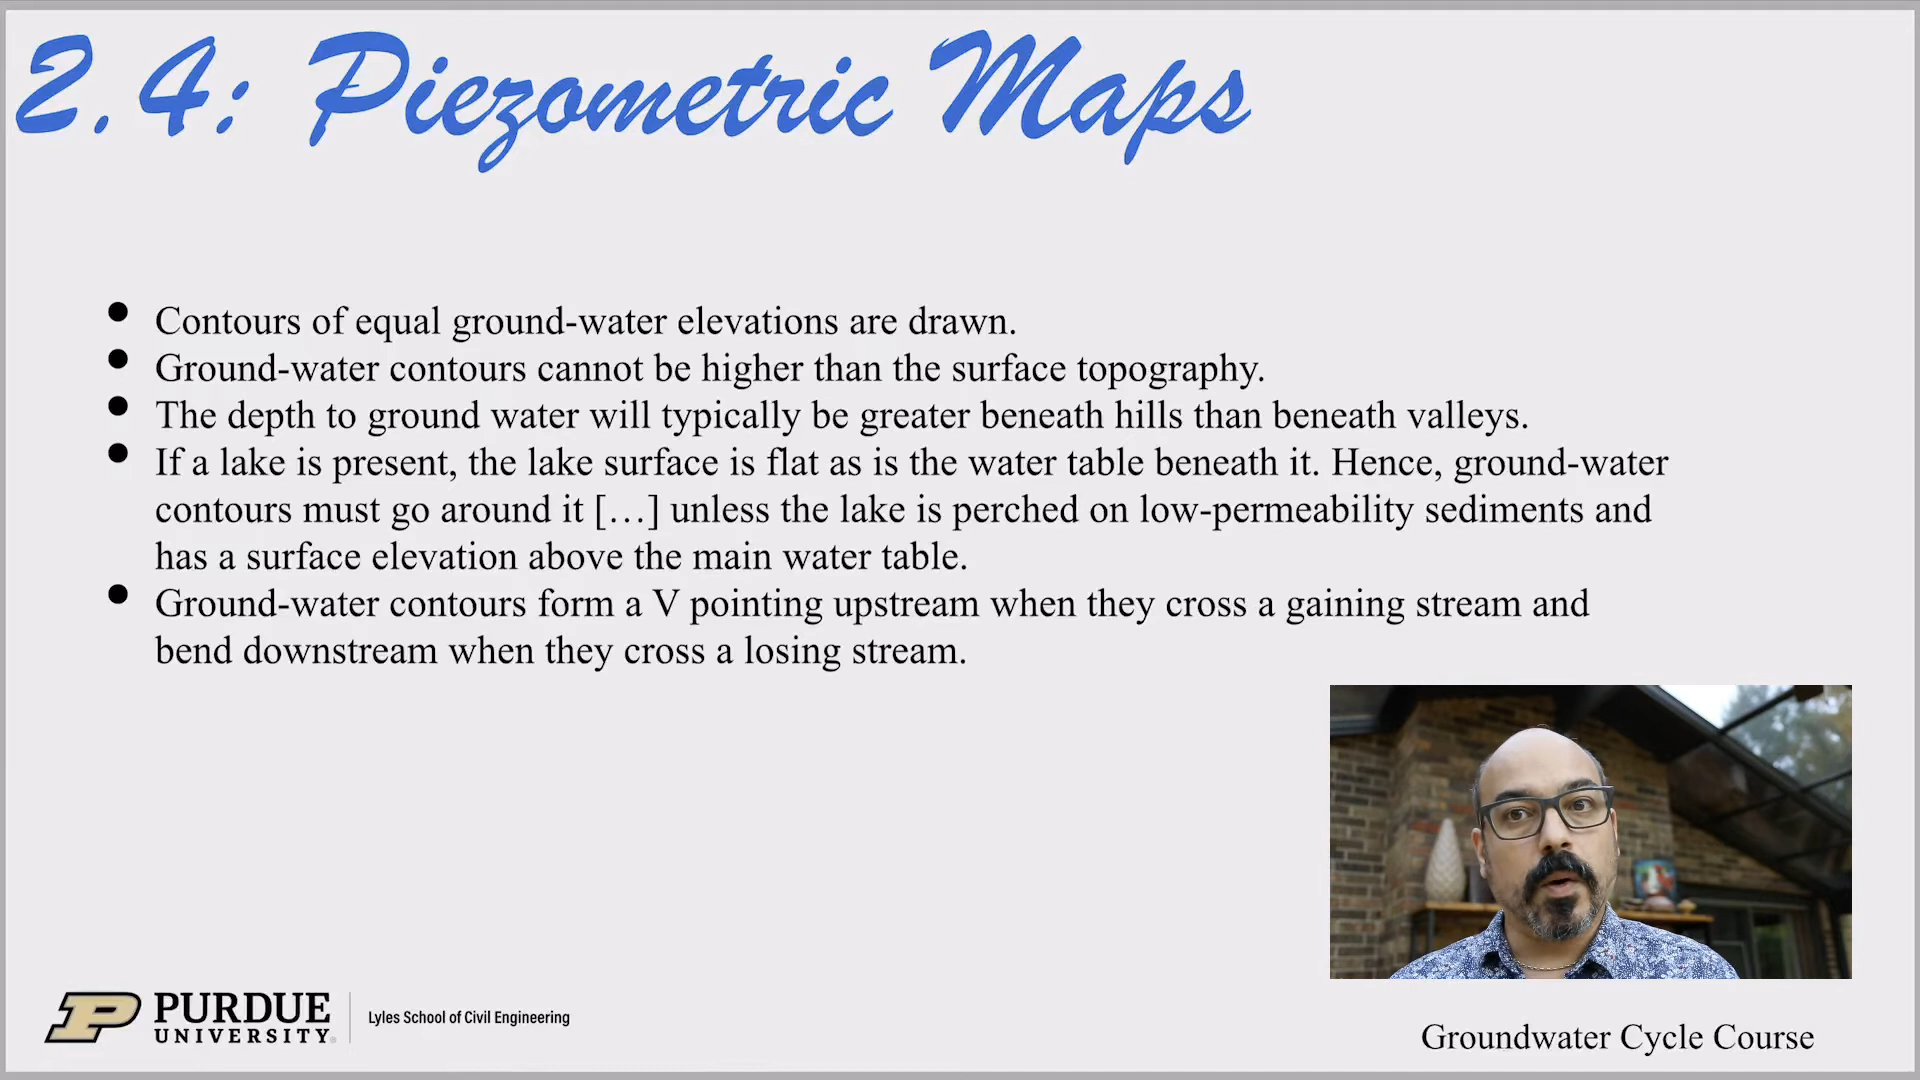 2.4: Piezometric Maps
• Contours of equal ground-water elevations are drawn.
• Ground-water contours cannot be higher than the surface topography.
• The depth to ground water will typically be greater beneath hills than beneath valleys.
• If a lake is present, the lake surface is flat as is the water table beneath it. Hence, ground-water
contours must go around it […] unless the lake is perched on low-permeability sediments and
has a surface elevation above the main water table.
• Ground-water contours form a V pointing upstream when they cross a gaining stream and
bend downstream when they cross a losing stream.
P PURDUE
UNIVERSITY®
Lyles School of Civil Engineering
Groundwater Cycle Course